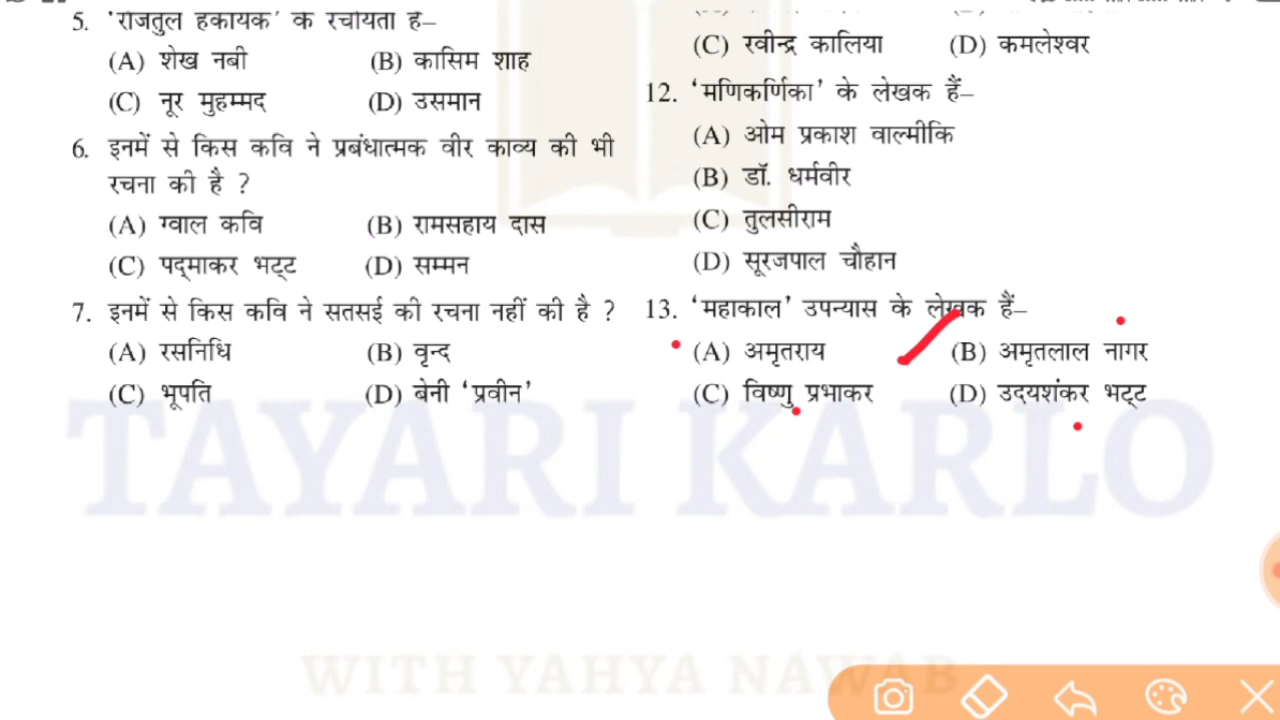 5. 'रोजतुल हकायक' के रचयिता हैं–
(A) शेख नबी (B) कासिम शाह
(C) नूर मुहम्मद (D) उसमान
6. इनमें से किस कवि ने प्रबंधात्मक वीर काव्य की भी
रचना की है ?
(A) ग्वाल कवि (B) रामसहाय दास
(C) पद्माकर भट्ट (D) सम्मन
7. इनमें से किस कवि ने सतसई की रचना नहीं की है ?
(A) रसनिधि (B) वृन्द
(C) भूपति (D) बेनी 'प्रवीन'
(C) रवीन्द्र कालिया (D) कमलेश्वर
12. 'मणिकर्णिका' के लेखक हैं–
(A) ओम प्रकाश वाल्मीकि
(B) डॉ. धर्मवीर
(C) तुलसीराम
(D) सूरजपाल चौहान
13. 'महाकाल' उपन्यास के लेखक हैं–
(A) अमृतराय (B) अमृतलाल नागर
(C) विष्णु प्रभाकर (D) उदयशंकर भट्ट
TAYARI KARLO
WITH YAHYA NAWAB